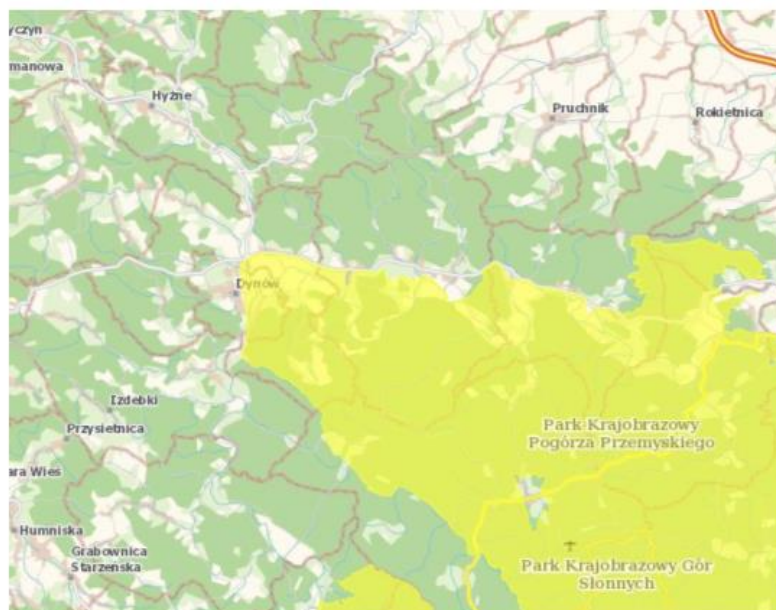 yczyn
manowa
Hyżne
Pruchnik
Rokietnica
Dynów
Izdebki
Przysietnica
ara Wieś
Humniska
Grabownica
Starzenska
Park Krajobrazowy
Pogórza Przemyskiego
Park Krajobrazowy Gór
Słonnych